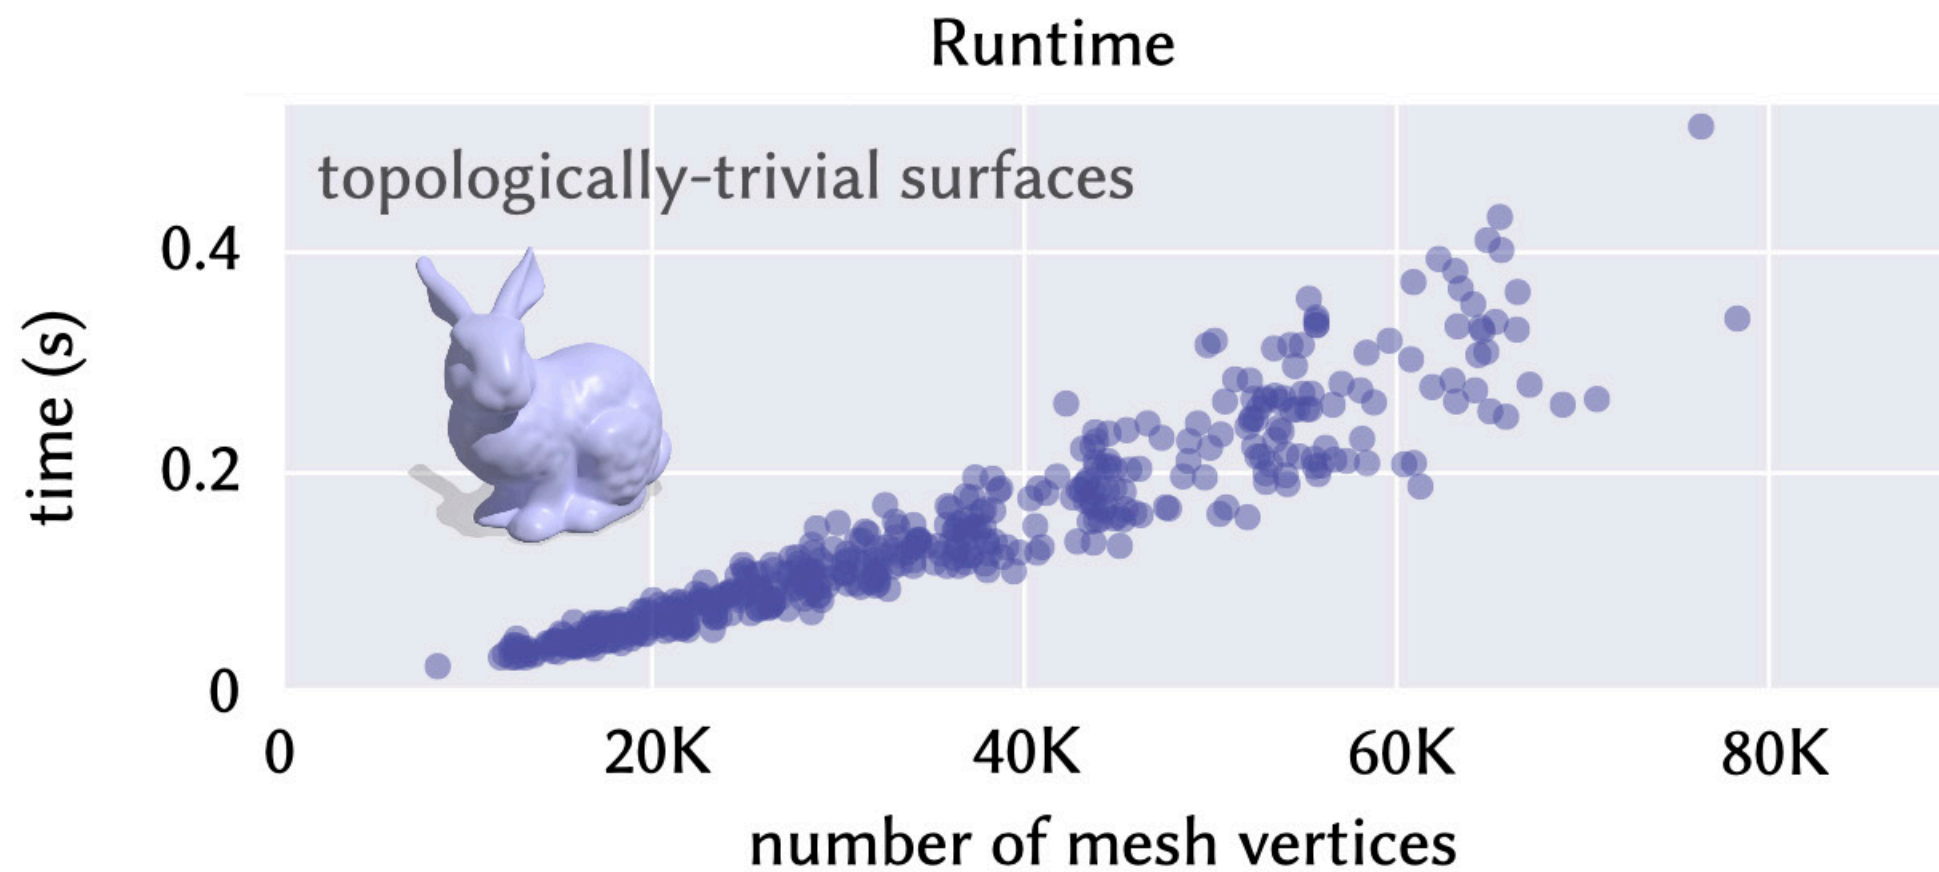 Runtime
topologically-trivial surfaces
0.4
0.2
0
time (s)
0 20K 40K 60K 80K
number of mesh vertices